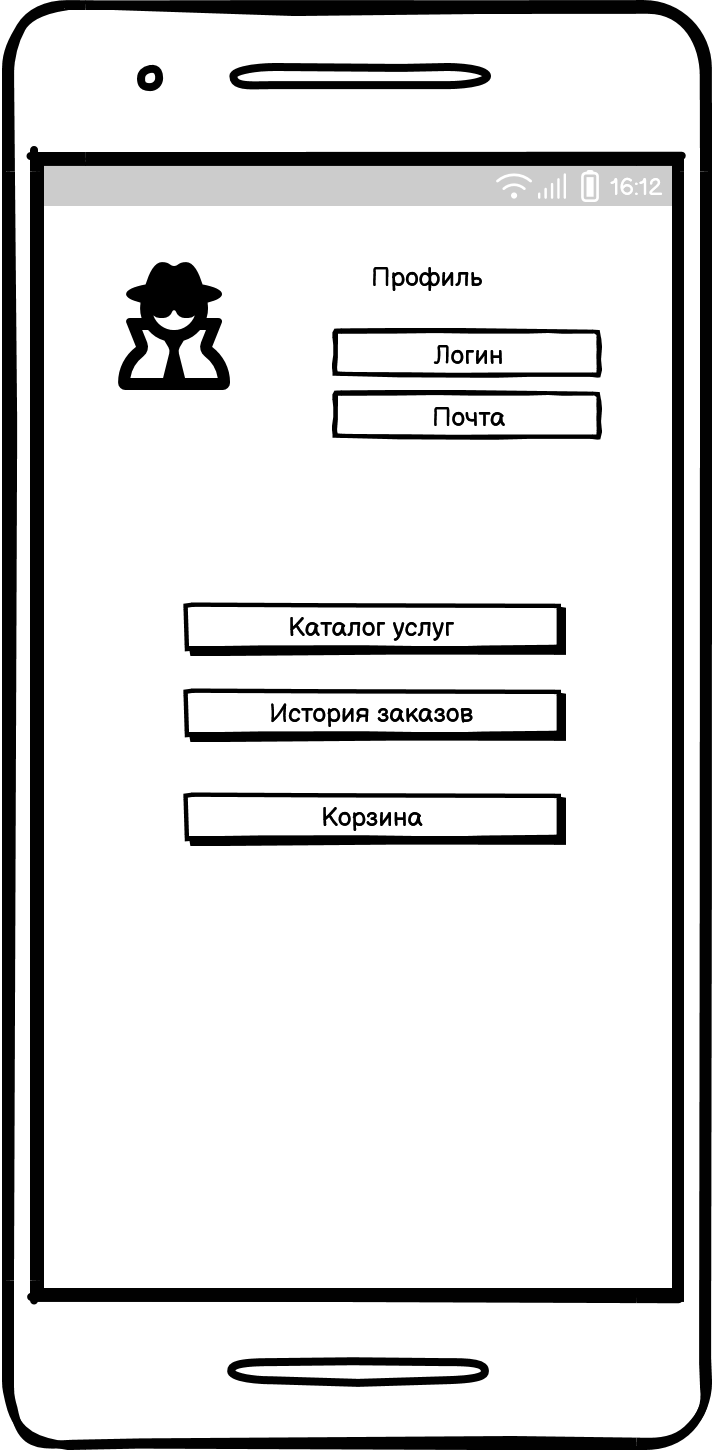 16:12
Профиль
Логин
Почта
Каталог услуг
История заказов
Корзина